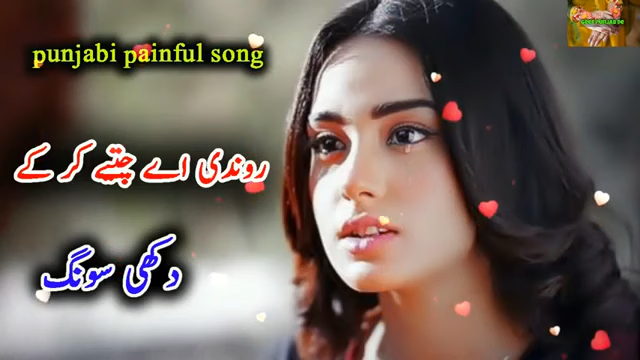 punjabi painful song
روندی اے چیتے کر کے
دکھی سونگ